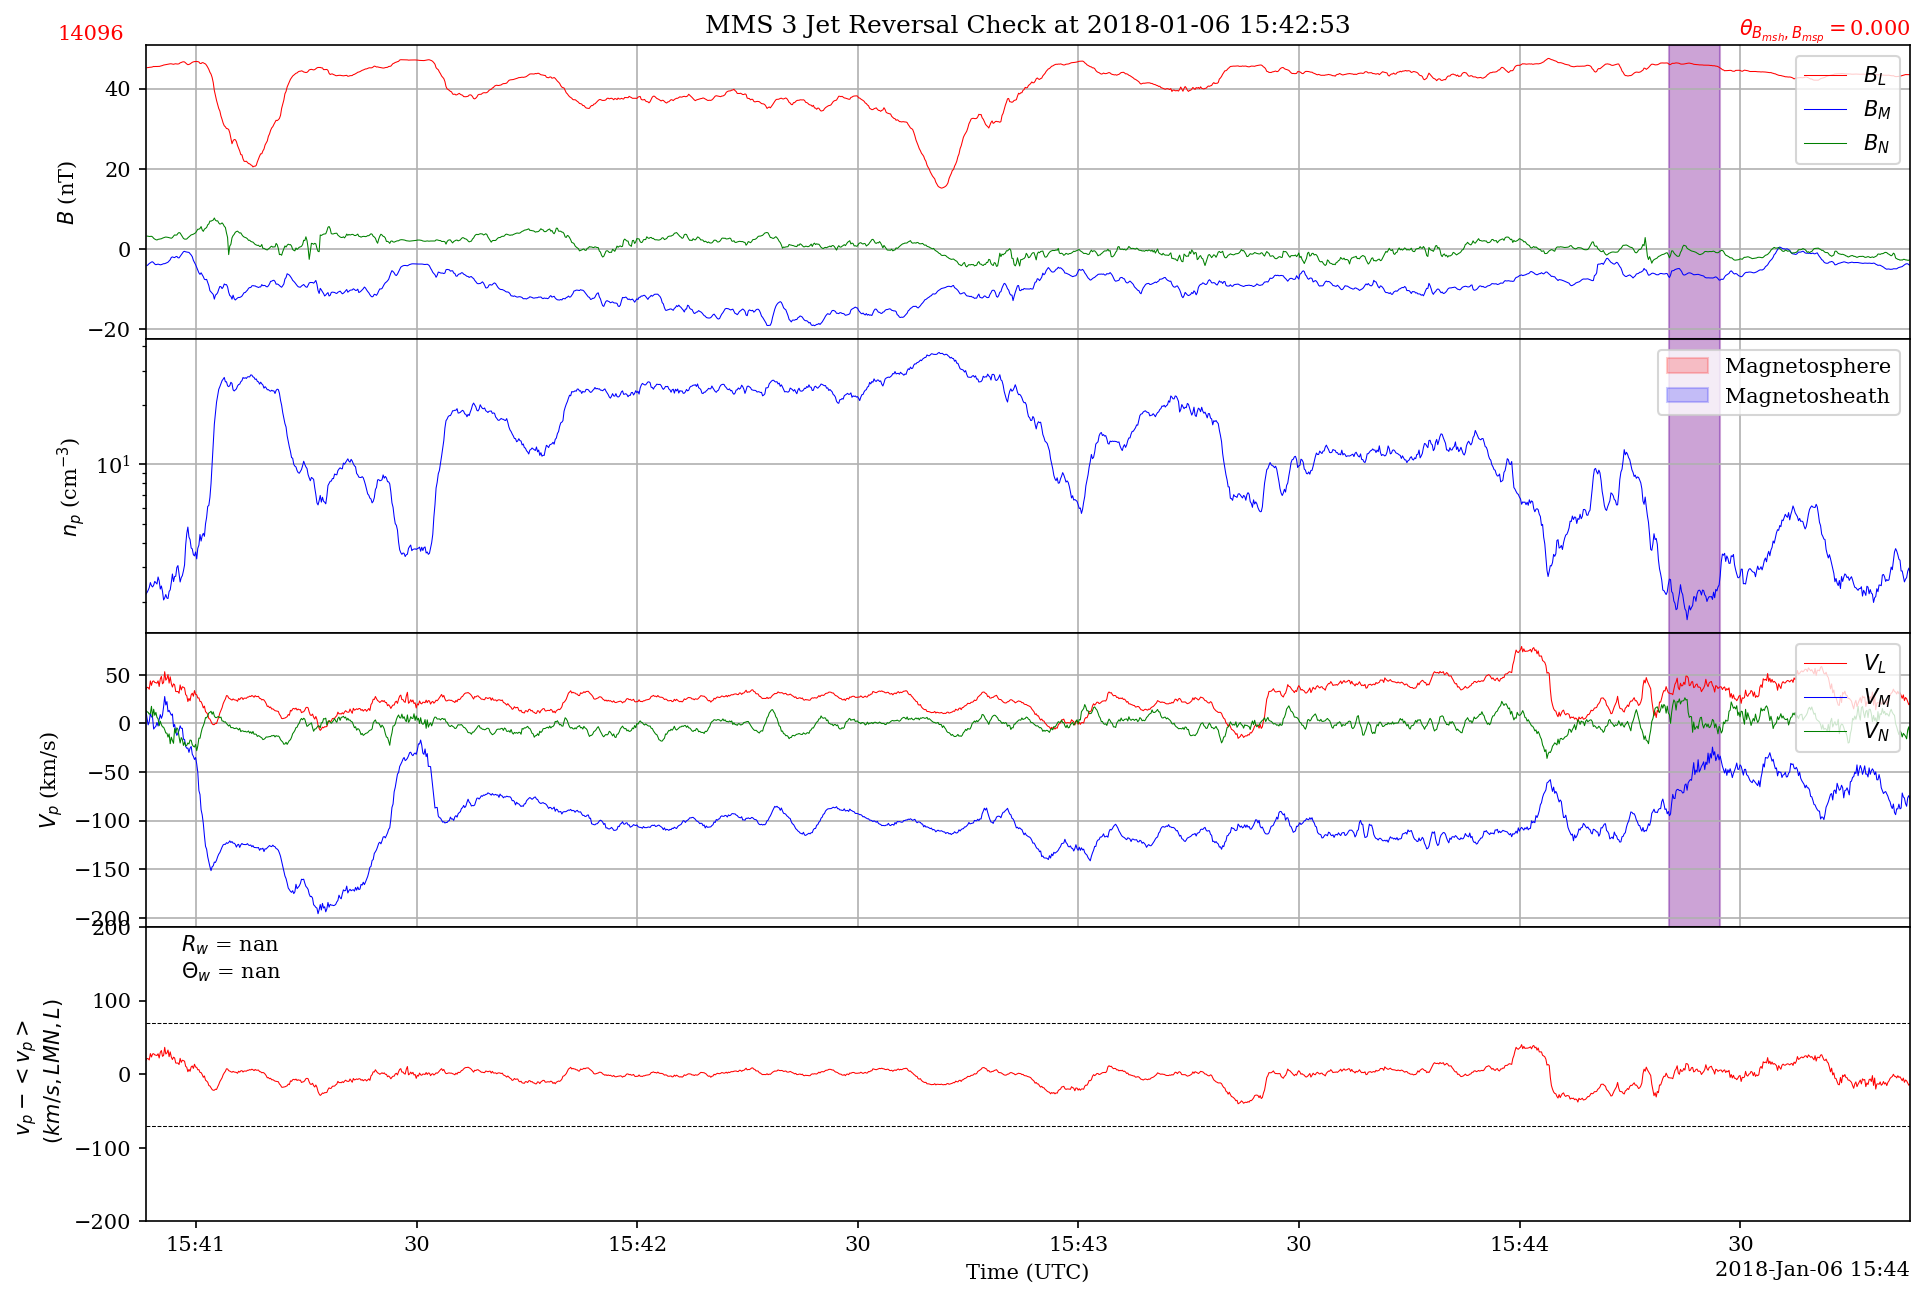 14096
MMS 3 Jet Reversal Check at 2018-01-06 15:42:53
θ_{B_{msh}, B_{msp}} = 0.000
B (nT)
40
20
0
−20
B_L
B_M
B_N
n_p (cm^{−3})
10^1
Magnetosphere
Magnetosheath
V_p (km/s)
50
0
−50
−100
−150
−200
V_L
V_M
V_N
v_p − < v_p >
(km/s, LMN, L)
200
100
0
−100
−200
R_w = nan
Θ_w = nan
15:41 30 15:42 30 15:43 30 15:44 30
Time (UTC)
2018-Jan-06 15:44